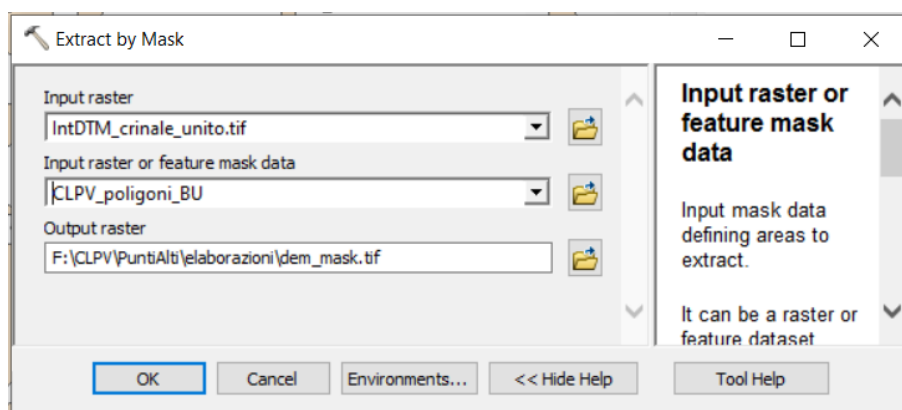 Extract by Mask
Input raster
IntDTM_crinale_unito.tif
Input raster or feature mask data
CLPV_poligoni_BU
Output raster
F:\CLPV\PuntiAlti\elaborazioni\dem_mask.tif
Input raster or
feature mask
data
Input mask data
defining areas to
extract.
It can be a raster or
feature dataset
OK
Cancel
Environments...
<< Hide Help
Tool Help